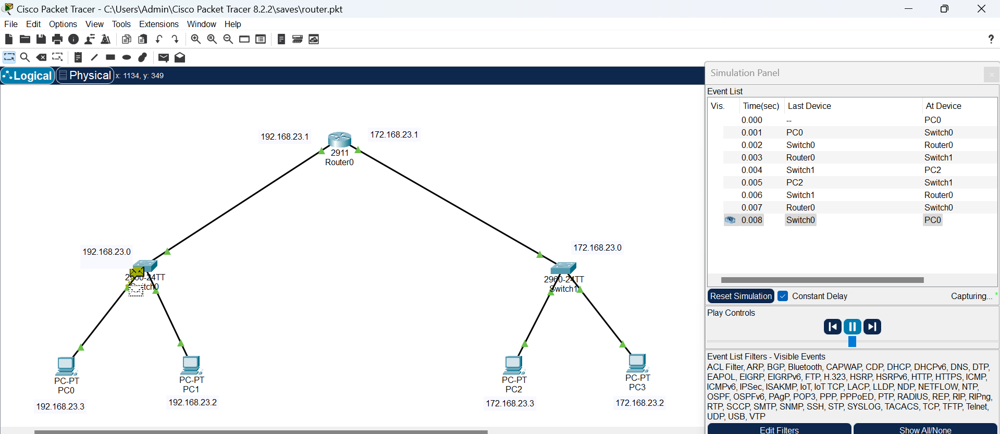 Cisco Packet Tracer - C:\Users\Admin\Cisco Packet Tracer 8.2.2\saves\router.pkt
File Edit Options View Tools Extensions Window Help
?
Logical Physical x: 1134, y: 349
Simulation Panel
Event List
Vis. Time(sec) Last Device At Device
0.000 -- PC0
0.001 PC0 Switch0
0.002 Switch0 Router0
0.003 Router0 Switch1
0.004 Switch1 PC2
0.005 PC2 Switch1
0.006 Switch1 Router0
0.007 Router0 Switch0
0.008 Switch0 PC0
Reset Simulation Constant Delay Capturing... *
Play Controls
Event List Filters - Visible Events
ACL Filter, ARP, BGP, Bluetooth, CAPWAP, CDP, DHCP, DHCPv6, DNS, DTP,
EAPOL, EIGRP, EIGRPv6, FTP, H.323, HSRP, HSRPv6, HTTP, HTTPS, ICMP,
ICMPv6, IPSec, ISAKMP, IoT, IoT TCP, LACP, LLDP, NDP, NETFLOW, NTP,
OSPF, OSPFv6, PAgP, POP3, PPP, PPPoED, PTP, RADIUS, REP, RIP, RIPng,
RTP, SCCP, SMTP, SNMP, SSH, STP, SYSLOG, TACACS, TCP, TFTP, Telnet,
UDP, USB, VTP
Edit Filters Show All/None
192.168.23.1
172.168.23.1
2911
Router0
192.168.23.0
2960-24TT
Switch0
172.168.23.0
2960-24TT
Switch1
PC-PT
PC0
192.168.23.3
PC-PT
PC1
192.168.23.2
PC-PT
PC2
172.168.23.3
PC-PT
PC3
172.168.23.2